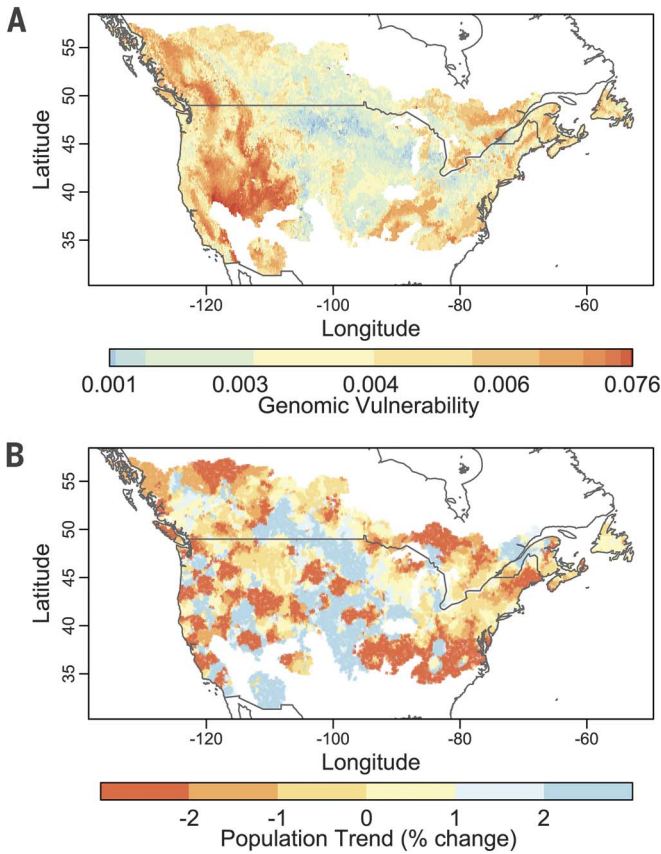 A
55
50
45
40
35
Latitude
-120 -100 -80 -60
Longitude
0.001 0.003 0.004 0.006 0.076
Genomic Vulnerability
B
55
50
45
40
35
Latitude
-120 -100 -80 -60
Longitude
-2 -1 0 1 2
Population Trend (% change)